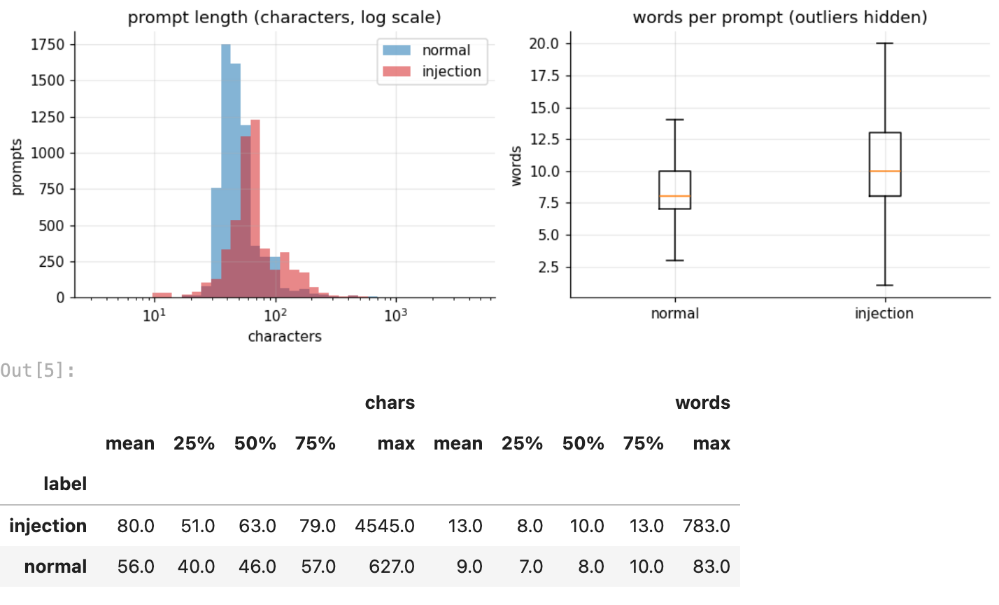 prompt length (characters, log scale)
1750
1500
1250
1000
750
500
250
0
prompts
normal
injection
10¹ 10² 10³
characters
words per prompt (outliers hidden)
20.0
17.5
15.0
12.5
10.0
7.5
5.0
2.5
words
normal injection
Out[5]:
chars words
mean 25% 50% 75% max mean 25% 50% 75% max
label
injection 80.0 51.0 63.0 79.0 4545.0 13.0 8.0 10.0 13.0 783.0
normal 56.0 40.0 46.0 57.0 627.0 9.0 7.0 8.0 10.0 83.0